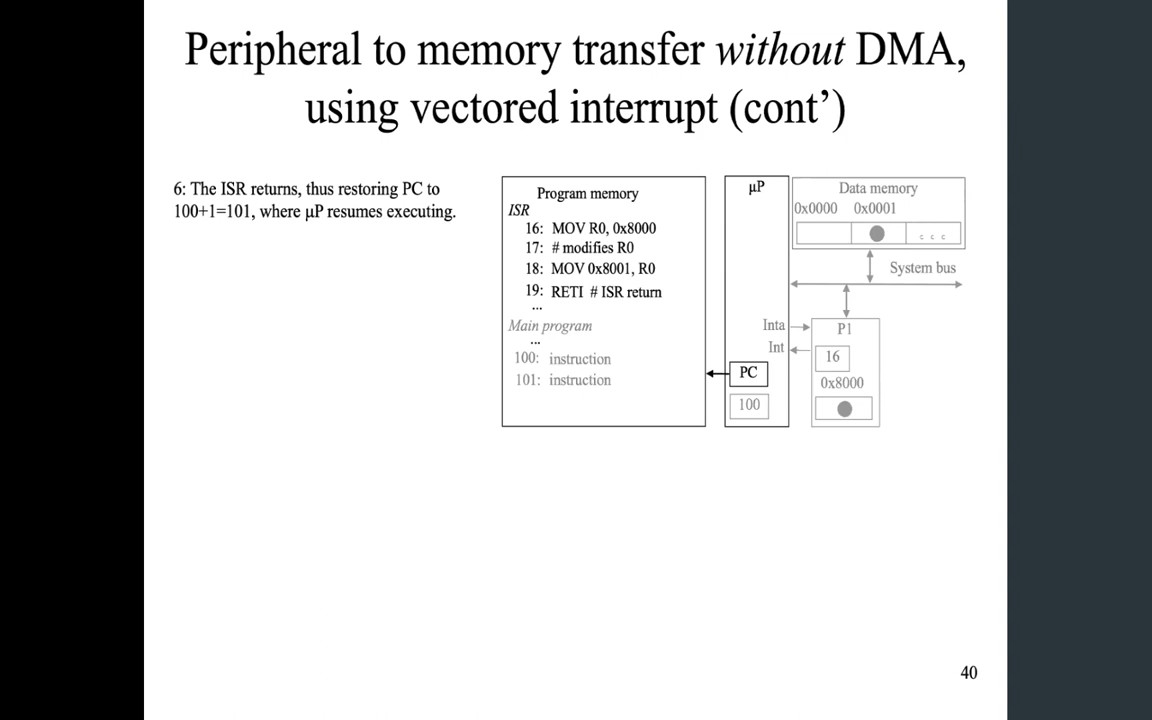 Peripheral to memory transfer without DMA,
using vectored interrupt (cont’)
6: The ISR returns, thus restoring PC to
100+1=101, where μP resumes executing.
Program memory
ISR
16: MOV R0, 0x8000
17: # modifies R0
18: MOV 0x8001, R0
19: RETI # ISR return
...
Main program
...
100: instruction
101: instruction
μP
Inta
Int
PC
100
Data memory
0x0000 0x0001
c c c
System bus
P1
16
0x8000
40